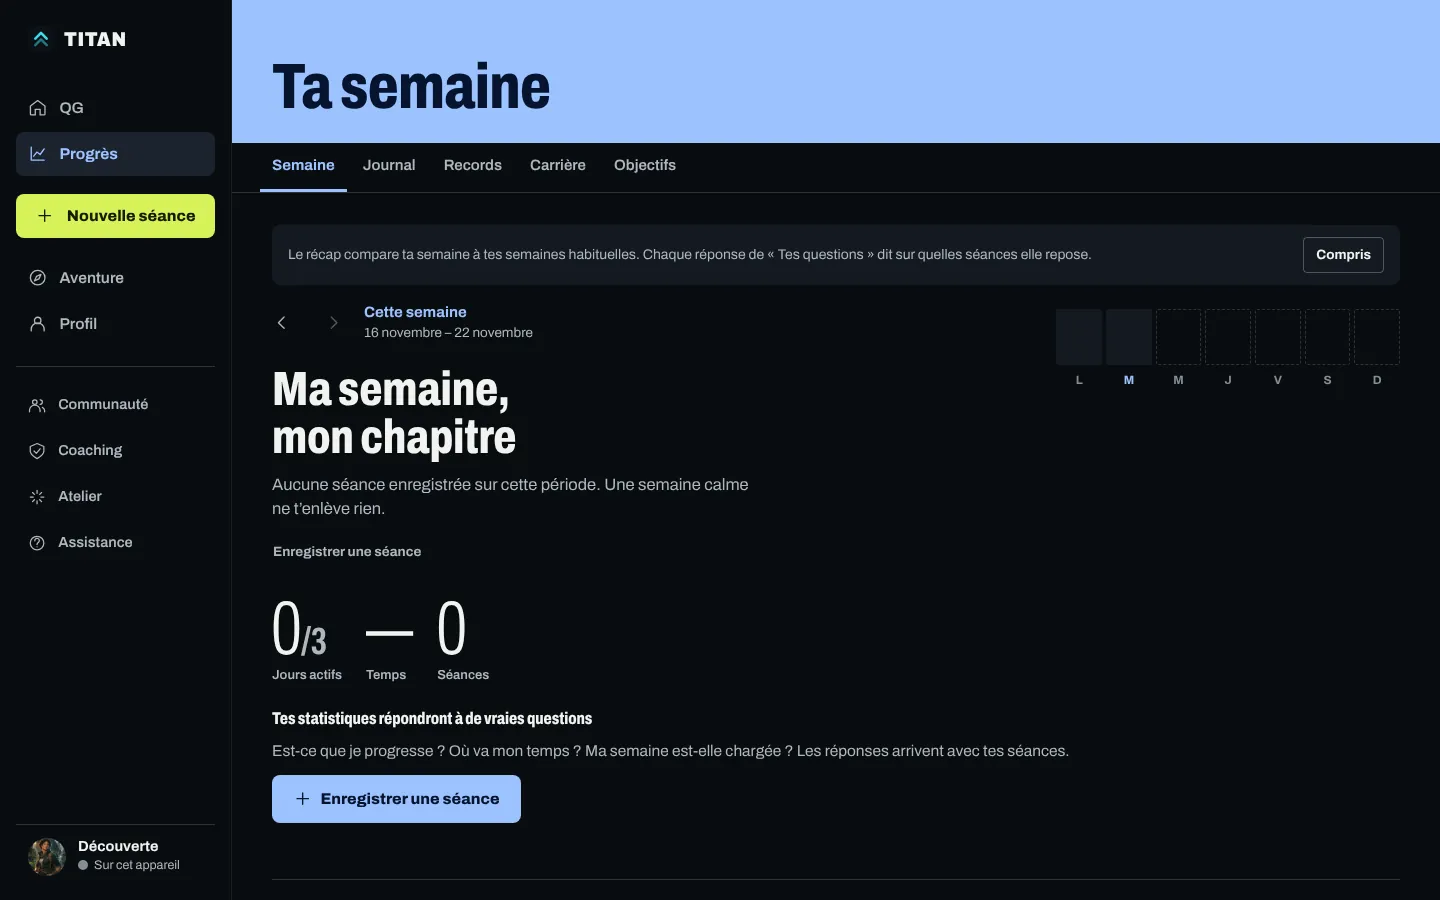 TITAN
QG
Progrès
Nouvelle séance
Aventure
Profil
Communauté
Coaching
Atelier
Assistance
Découverte
Sur cet appareil
Ta semaine
Semaine
Journal
Records
Carrière
Objectifs
Le récap compare ta semaine à tes semaines habituelles. Chaque réponse de « Tes questions » dit sur quelles séances elle repose.
Compris
Cette semaine
16 novembre – 22 novembre
L
M
M
J
V
S
D
Ma semaine,
mon chapitre
Aucune séance enregistrée sur cette période. Une semaine calme
ne t’enlève rien.
Enregistrer une séance
0/3
Jours actifs
—
Temps
0
Séances
Tes statistiques répondront à de vraies questions
Est-ce que je progresse ? Où va mon temps ? Ma semaine est-elle chargée ? Les réponses arrivent avec tes séances.
Enregistrer une séance